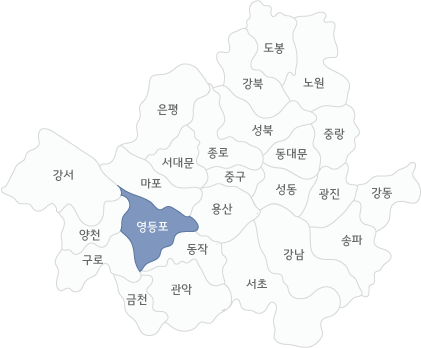 도봉
강북
노원
은평
성북
중랑
서대문
종로
동대문
강서
마포
중구
성동
광진
강동
용산
영등포
양천
동작
송파
구로
강남
금천
관악
서초